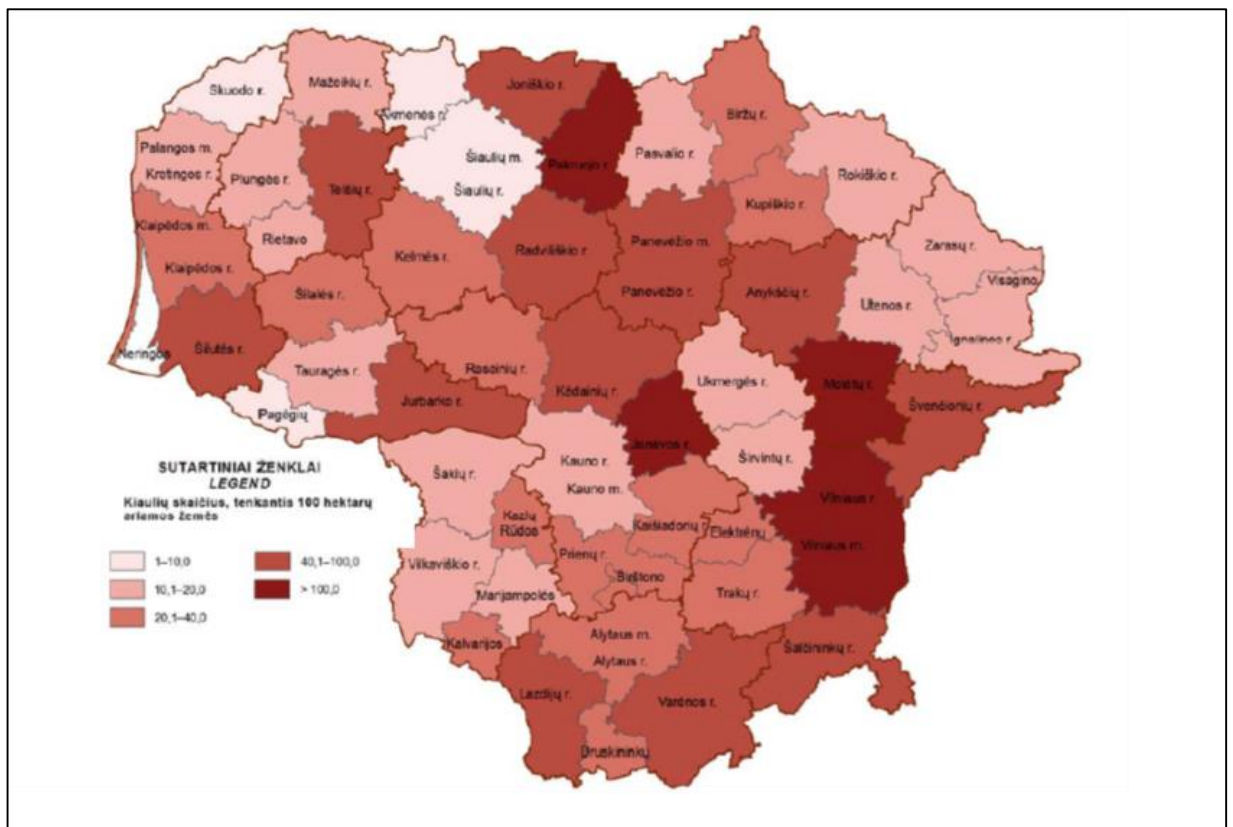 Skuodo r.
Mažeikių r.
Akmenės r.
Joniškio r.
Šiaulių m.
Šiaulių r.
Pakruojo r.
Pasvalio r.
Biržų r.
Rokiškio r.
Palangos m.
Kretingos r.
Plungės r.
Telšių r.
Kupiškio r.
Klaipėdos m.
Rietavo
Kelmės r.
Radviliškio r.
Panevėžio m.
Zarasų r.
Klaipėdos r.
Šilalės r.
Panevėžio r.
Anykščių r.
Utenos r.
Visagino
Ignalinos r.
Neringos
Šilutės r.
Tauragės r.
Raseinių r.
Kėdainių r.
Ukmergės r.
Molėtų r.
Švenčionių r.
Pagėgių
Jurbarko r.
Jonavos r.
Širvintų r.
Šakių r.
Kauno r.
Kauno m.
Vilniaus r.
Vilniaus m.
Kazlų
Rūdos
Kaišiadorių r.
Elektrėnų
Vilkaviškio r.
Prienų r.
Birštono
Marijampolės
Trakų r.
Kalvarijos
Alytaus m.
Alytaus r.
Šalčininkų r.
Lazdijų r.
Varėnos r.
Druskininkų
SUTARTINIAI ŽENKLAI
LEGEND
Kiaulių skaičius, tenkantis 100 hektarų
ariamos žemės
1–10,0
10,1–20,0
20,1–40,0
40,1–100,0
> 100,0